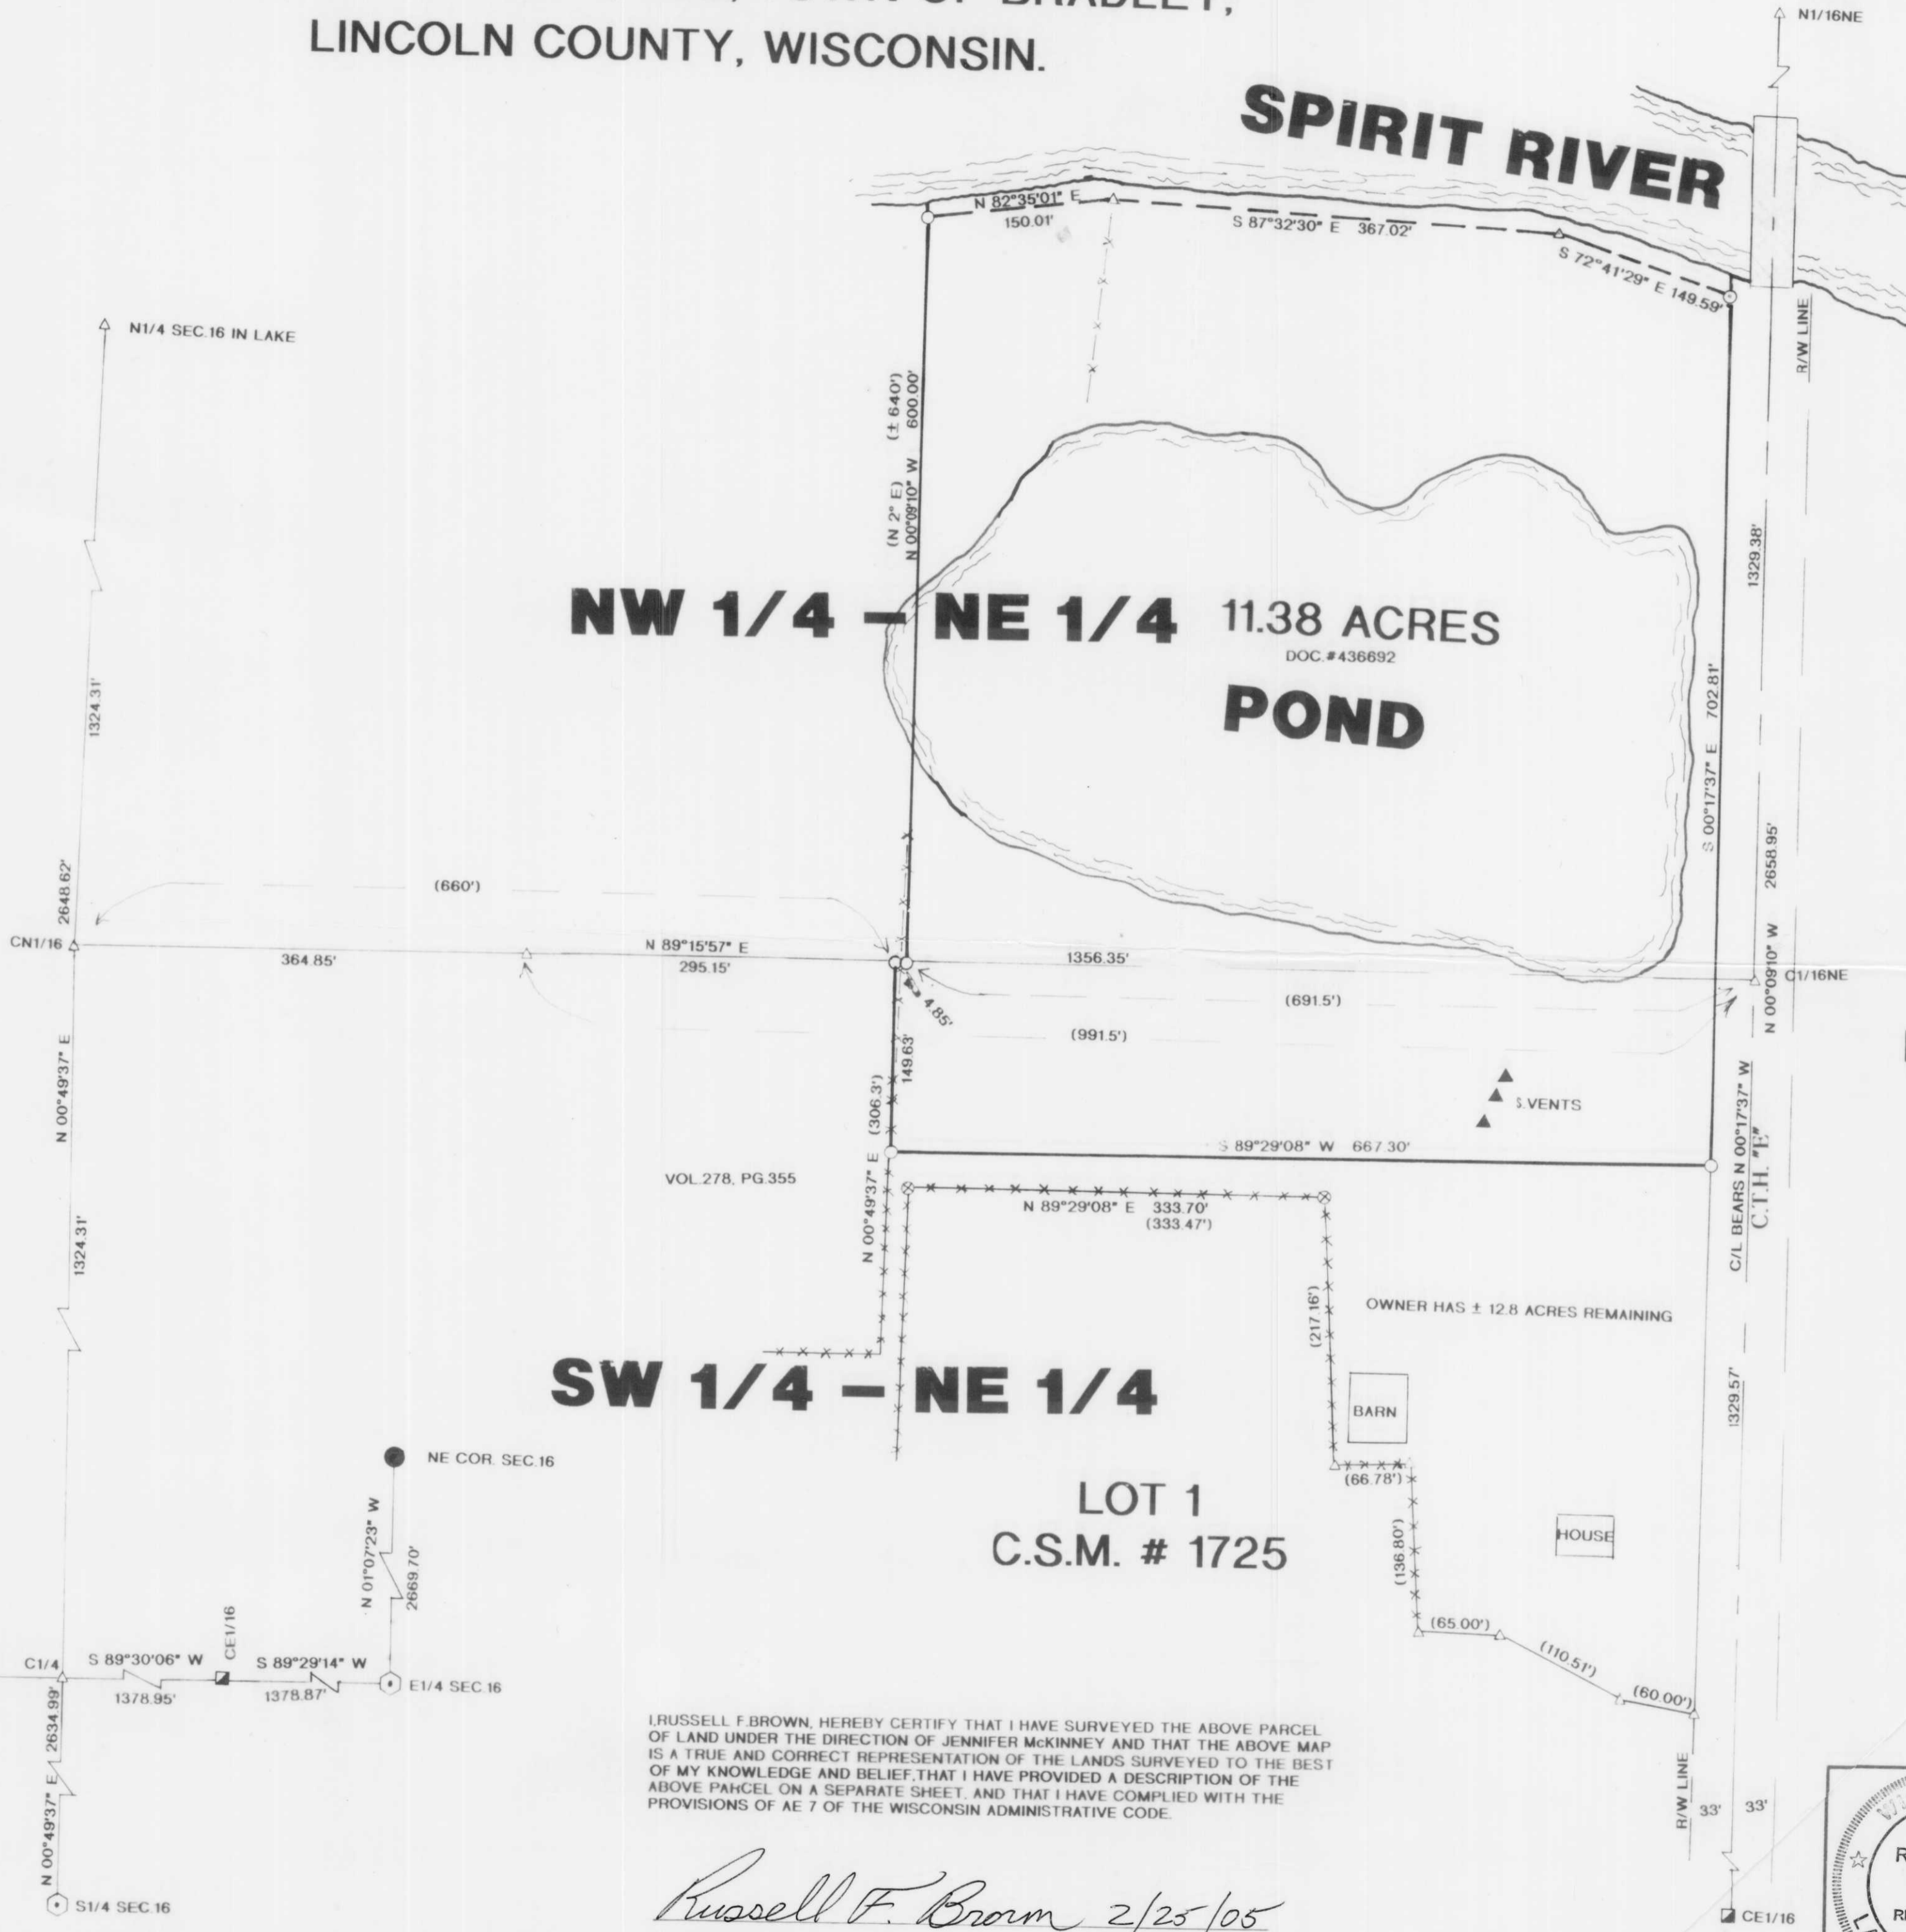 OF BRADLEY,
LINCOLN COUNTY, WISCONSIN.
N1/16NE
SPIRIT RIVER
N 82°35'01" E
150.01'
S 87°32'30" E 367.02'
S 72°41'29" E 149.59'
R/W LINE
N1/4 SEC.16 IN LAKE
(± 640')
600.00'
(N 2° E)
N 00°09'10" W
1329.38'
NW 1/4 - NE 1/4
11.38 ACRES
DOC.#436692
POND
1324.31'
S 00°17'37" E 702.81'
2648.62'
2658.95'
(660')
CN1/16
364.85'
N 89°15'57" E
295.15'
1356.35'
N 00°09'10" W
C1/16NE
4.85'
(691.5')
(991.5')
149.63'
(306.3')
N 00°49'37" E
S.VENTS
S 89°29'08" W 667.30'
VOL.278, PG.355
N 00°49'37" E
N 89°29'08" E 333.70'
(333.47')
C/L BEARS N 00°17'37" W
C.T.H. "E"
1324.31'
(217.16')
OWNER HAS ± 12.8 ACRES REMAINING
SW 1/4 - NE 1/4
1329.57'
BARN
(66.78')
NE COR. SEC.16
LOT 1
C.S.M. # 1725
HOUSE
(136.80')
N 01°07'23" W
2669.70'
(65.00')
(110.51')
(60.00')
CE1/16
C1/4
S 89°30'06" W
1378.95'
S 89°29'14" W
1378.87'
E1/4 SEC.16
2634.99'
N 00°49'37" E
S1/4 SEC.16
I,RUSSELL F.BROWN, HEREBY CERTIFY THAT I HAVE SURVEYED THE ABOVE PARCEL
OF LAND UNDER THE DIRECTION OF JENNIFER McKINNEY AND THAT THE ABOVE MAP
IS A TRUE AND CORRECT REPRESENTATION OF THE LANDS SURVEYED TO THE BEST
OF MY KNOWLEDGE AND BELIEF,THAT I HAVE PROVIDED A DESCRIPTION OF THE
ABOVE PARCEL ON A SEPARATE SHEET, AND THAT I HAVE COMPLIED WITH THE
PROVISIONS OF AE 7 OF THE WISCONSIN ADMINISTRATIVE CODE.
R/W LINE
33'
33'
Russell F. Brown 2/25/05
CE1/16